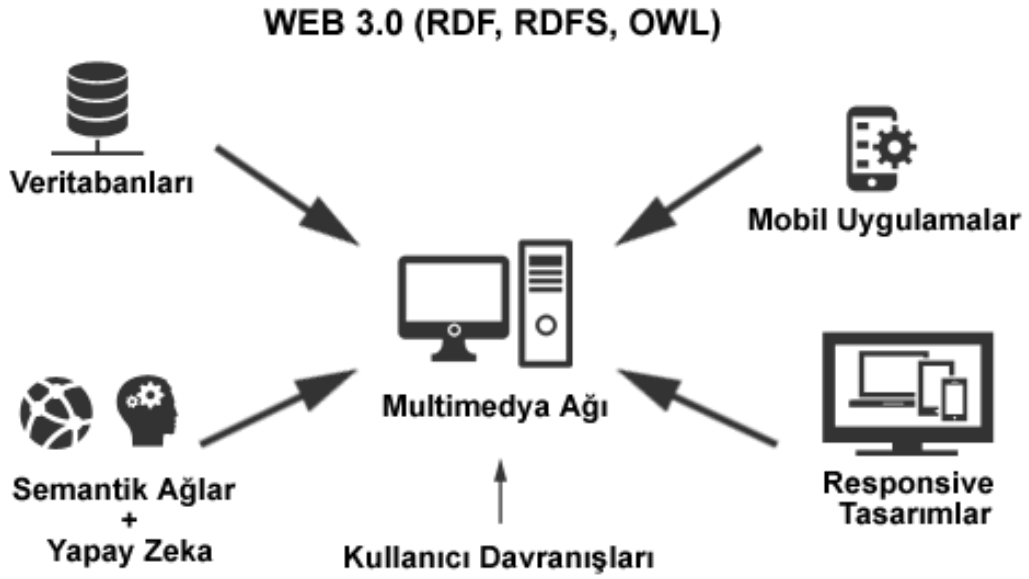 WEB 3.0 (RDF, RDFS, OWL)
Veritabanları
Mobil Uygulamalar
Multimedya Ağı
Semantik Ağlar
+
Yapay Zeka
Kullanıcı Davranışları
Responsive
Tasarımlar